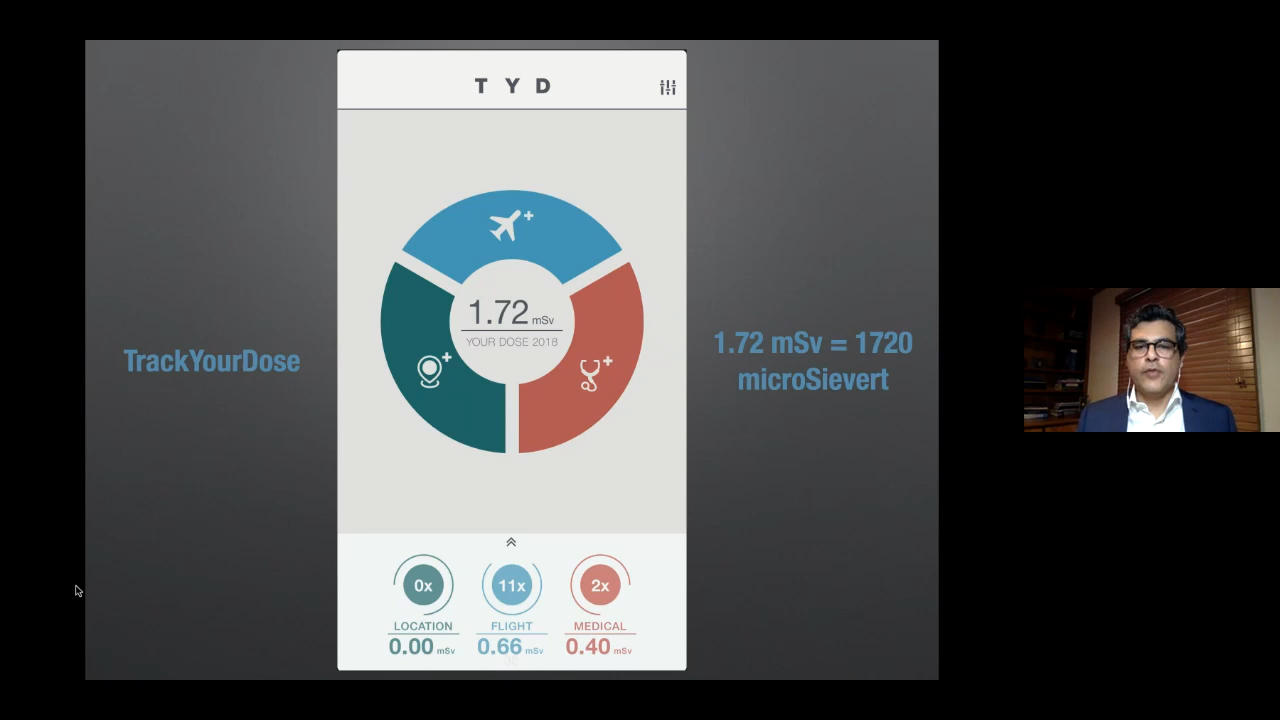 T Y D
TrackYourDose
1.72 mSv
YOUR DOSE 2018
1.72 mSv = 1720
microSievert
0x
LOCATION
0.00 mSv
11x
FLIGHT
0.66 mSv
2x
MEDICAL
0.40 mSv